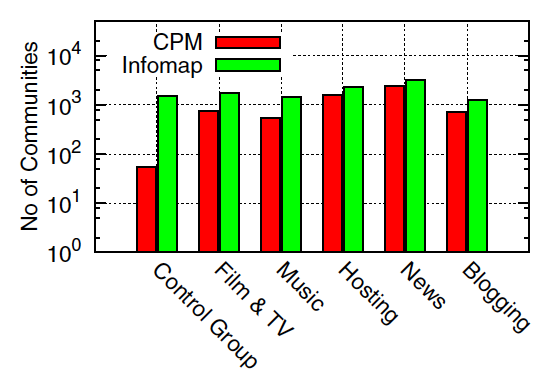 No of Communities
10^4
10^3
10^2
10^1
10^0
CPM
Infomap
Control Group
Film & TV
Music
Hosting
News
Blogging